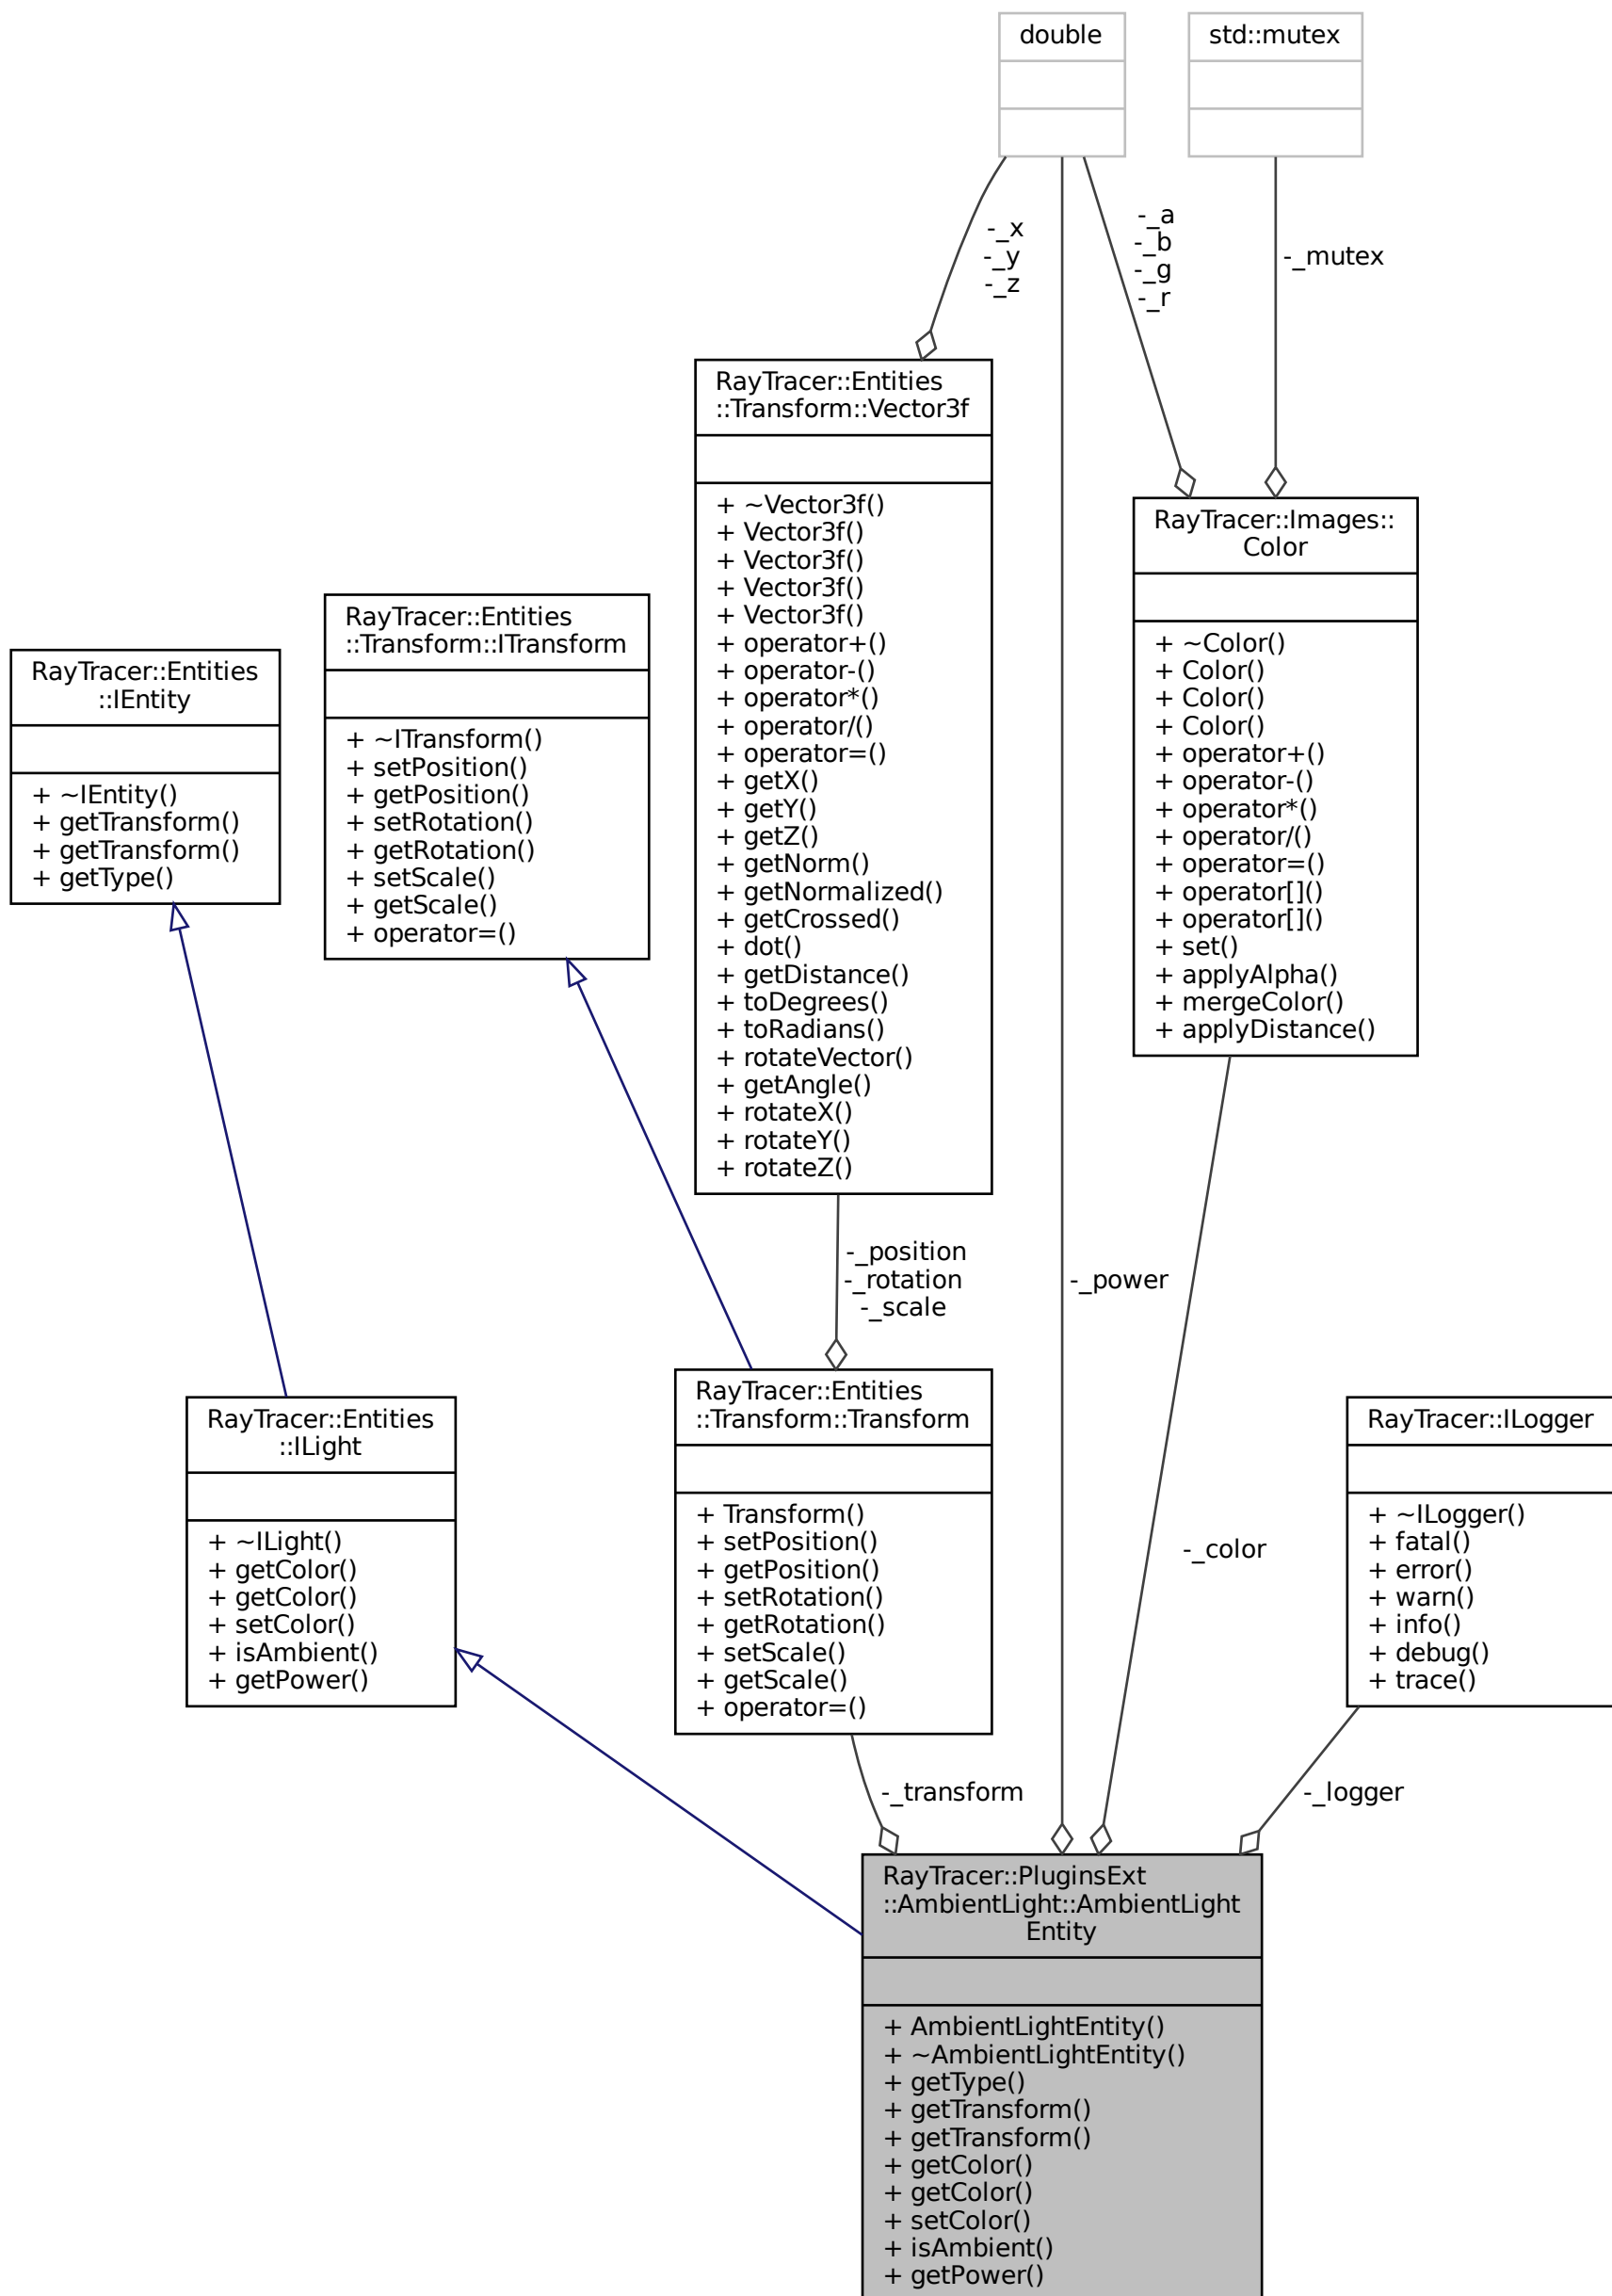 double
std::mutex
-_x
-_y
-_z
-_a
-_b
-_g
-_r
-_mutex
RayTracer::Entities
::Transform::Vector3f
+ ~Vector3f()
+ Vector3f()
+ Vector3f()
+ Vector3f()
+ Vector3f()
+ operator+()
+ operator-()
+ operator*()
+ operator/()
+ operator=()
+ getX()
+ getY()
+ getZ()
+ getNorm()
+ getNormalized()
+ getCrossed()
+ dot()
+ getDistance()
+ toDegrees()
+ toRadians()
+ rotateVector()
+ getAngle()
+ rotateX()
+ rotateY()
+ rotateZ()
RayTracer::Images::
Color
+ ~Color()
+ Color()
+ Color()
+ Color()
+ operator+()
+ operator-()
+ operator*()
+ operator/()
+ operator=()
+ operator[]()
+ operator[]()
+ set()
+ applyAlpha()
+ mergeColor()
+ applyDistance()
RayTracer::Entities
::Transform::ITransform
+ ~ITransform()
+ setPosition()
+ getPosition()
+ setRotation()
+ getRotation()
+ setScale()
+ getScale()
+ operator=()
RayTracer::Entities
::IEntity
+ ~IEntity()
+ getTransform()
+ getTransform()
+ getType()
-_position
-_rotation
-_scale
-_power
RayTracer::Entities
::ILight
+ ~ILight()
+ getColor()
+ getColor()
+ setColor()
+ isAmbient()
+ getPower()
RayTracer::Entities
::Transform::Transform
+ Transform()
+ setPosition()
+ getPosition()
+ setRotation()
+ getRotation()
+ setScale()
+ getScale()
+ operator=()
-_color
RayTracer::ILogger
+ ~ILogger()
+ fatal()
+ error()
+ warn()
+ info()
+ debug()
+ trace()
-_transform
-_logger
RayTracer::PluginsExt
::AmbientLight::AmbientLight
Entity
+ AmbientLightEntity()
+ ~AmbientLightEntity()
+ getType()
+ getTransform()
+ getTransform()
+ getColor()
+ getColor()
+ setColor()
+ isAmbient()
+ getPower()